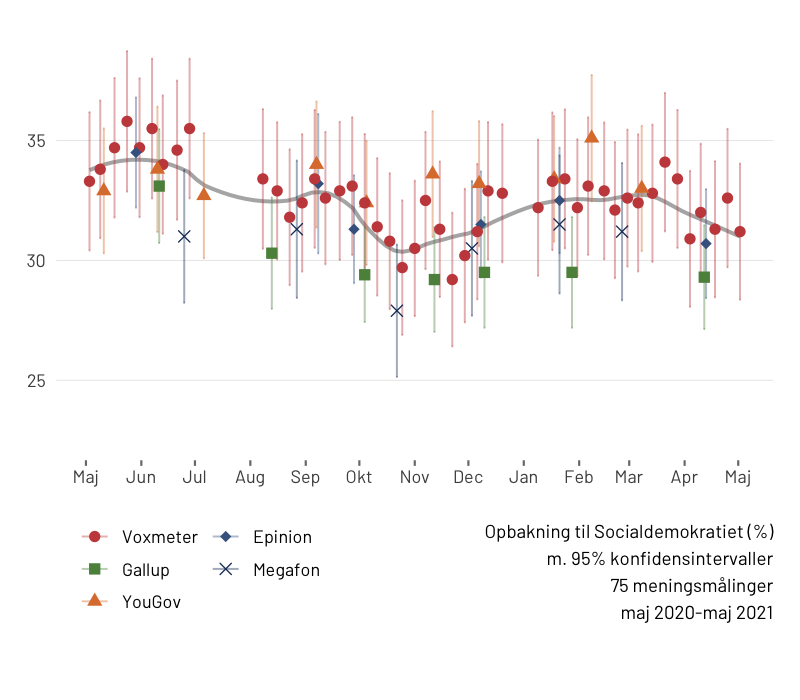 35
30
25
Maj Jun Jul Aug Sep Okt Nov Dec Jan Feb Mar Apr Maj
Voxmeter Epinion
Gallup Megafon
YouGov
Opbakning til Socialdemokratiet (%)
m. 95% konfidensintervaller
75 meningsmålinger
maj 2020-maj 2021